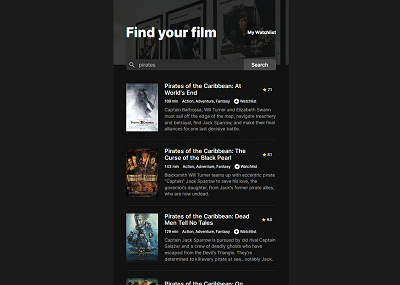 Find your film
My Watchlist
pirates
Search
Pirates of the Caribbean: At
World's End
7.1
169 min Action, Adventure, Fantasy Watchlist
Captain Barbossa, Will Turner and Elizabeth Swann
must sail off the edge of the map, navigate treachery
and betrayal, find Jack Sparrow, and make their final
alliances for one last decisive battle.
Pirates of the Caribbean: The
Curse of the Black Pearl
8.1
143 min Action, Adventure, Fantasy Watchlist
Blacksmith Will Turner teams up with eccentric pirate
"Captain" Jack Sparrow to save his love, the
governor's daughter, from Jack's former pirate allies,
who are now undead.
Pirates of the Caribbean: Dead
Men Tell No Tales
6.5
129 min Action, Adventure, Fantasy Watchlist
Captain Jack Sparrow is pursued by old rival Captain
Salazar and a crew of deadly ghosts who have
escaped from the Devil's Triangle. They're
determined to kill every pirate at sea...notably Jack.
Pirates of the Caribbean: On